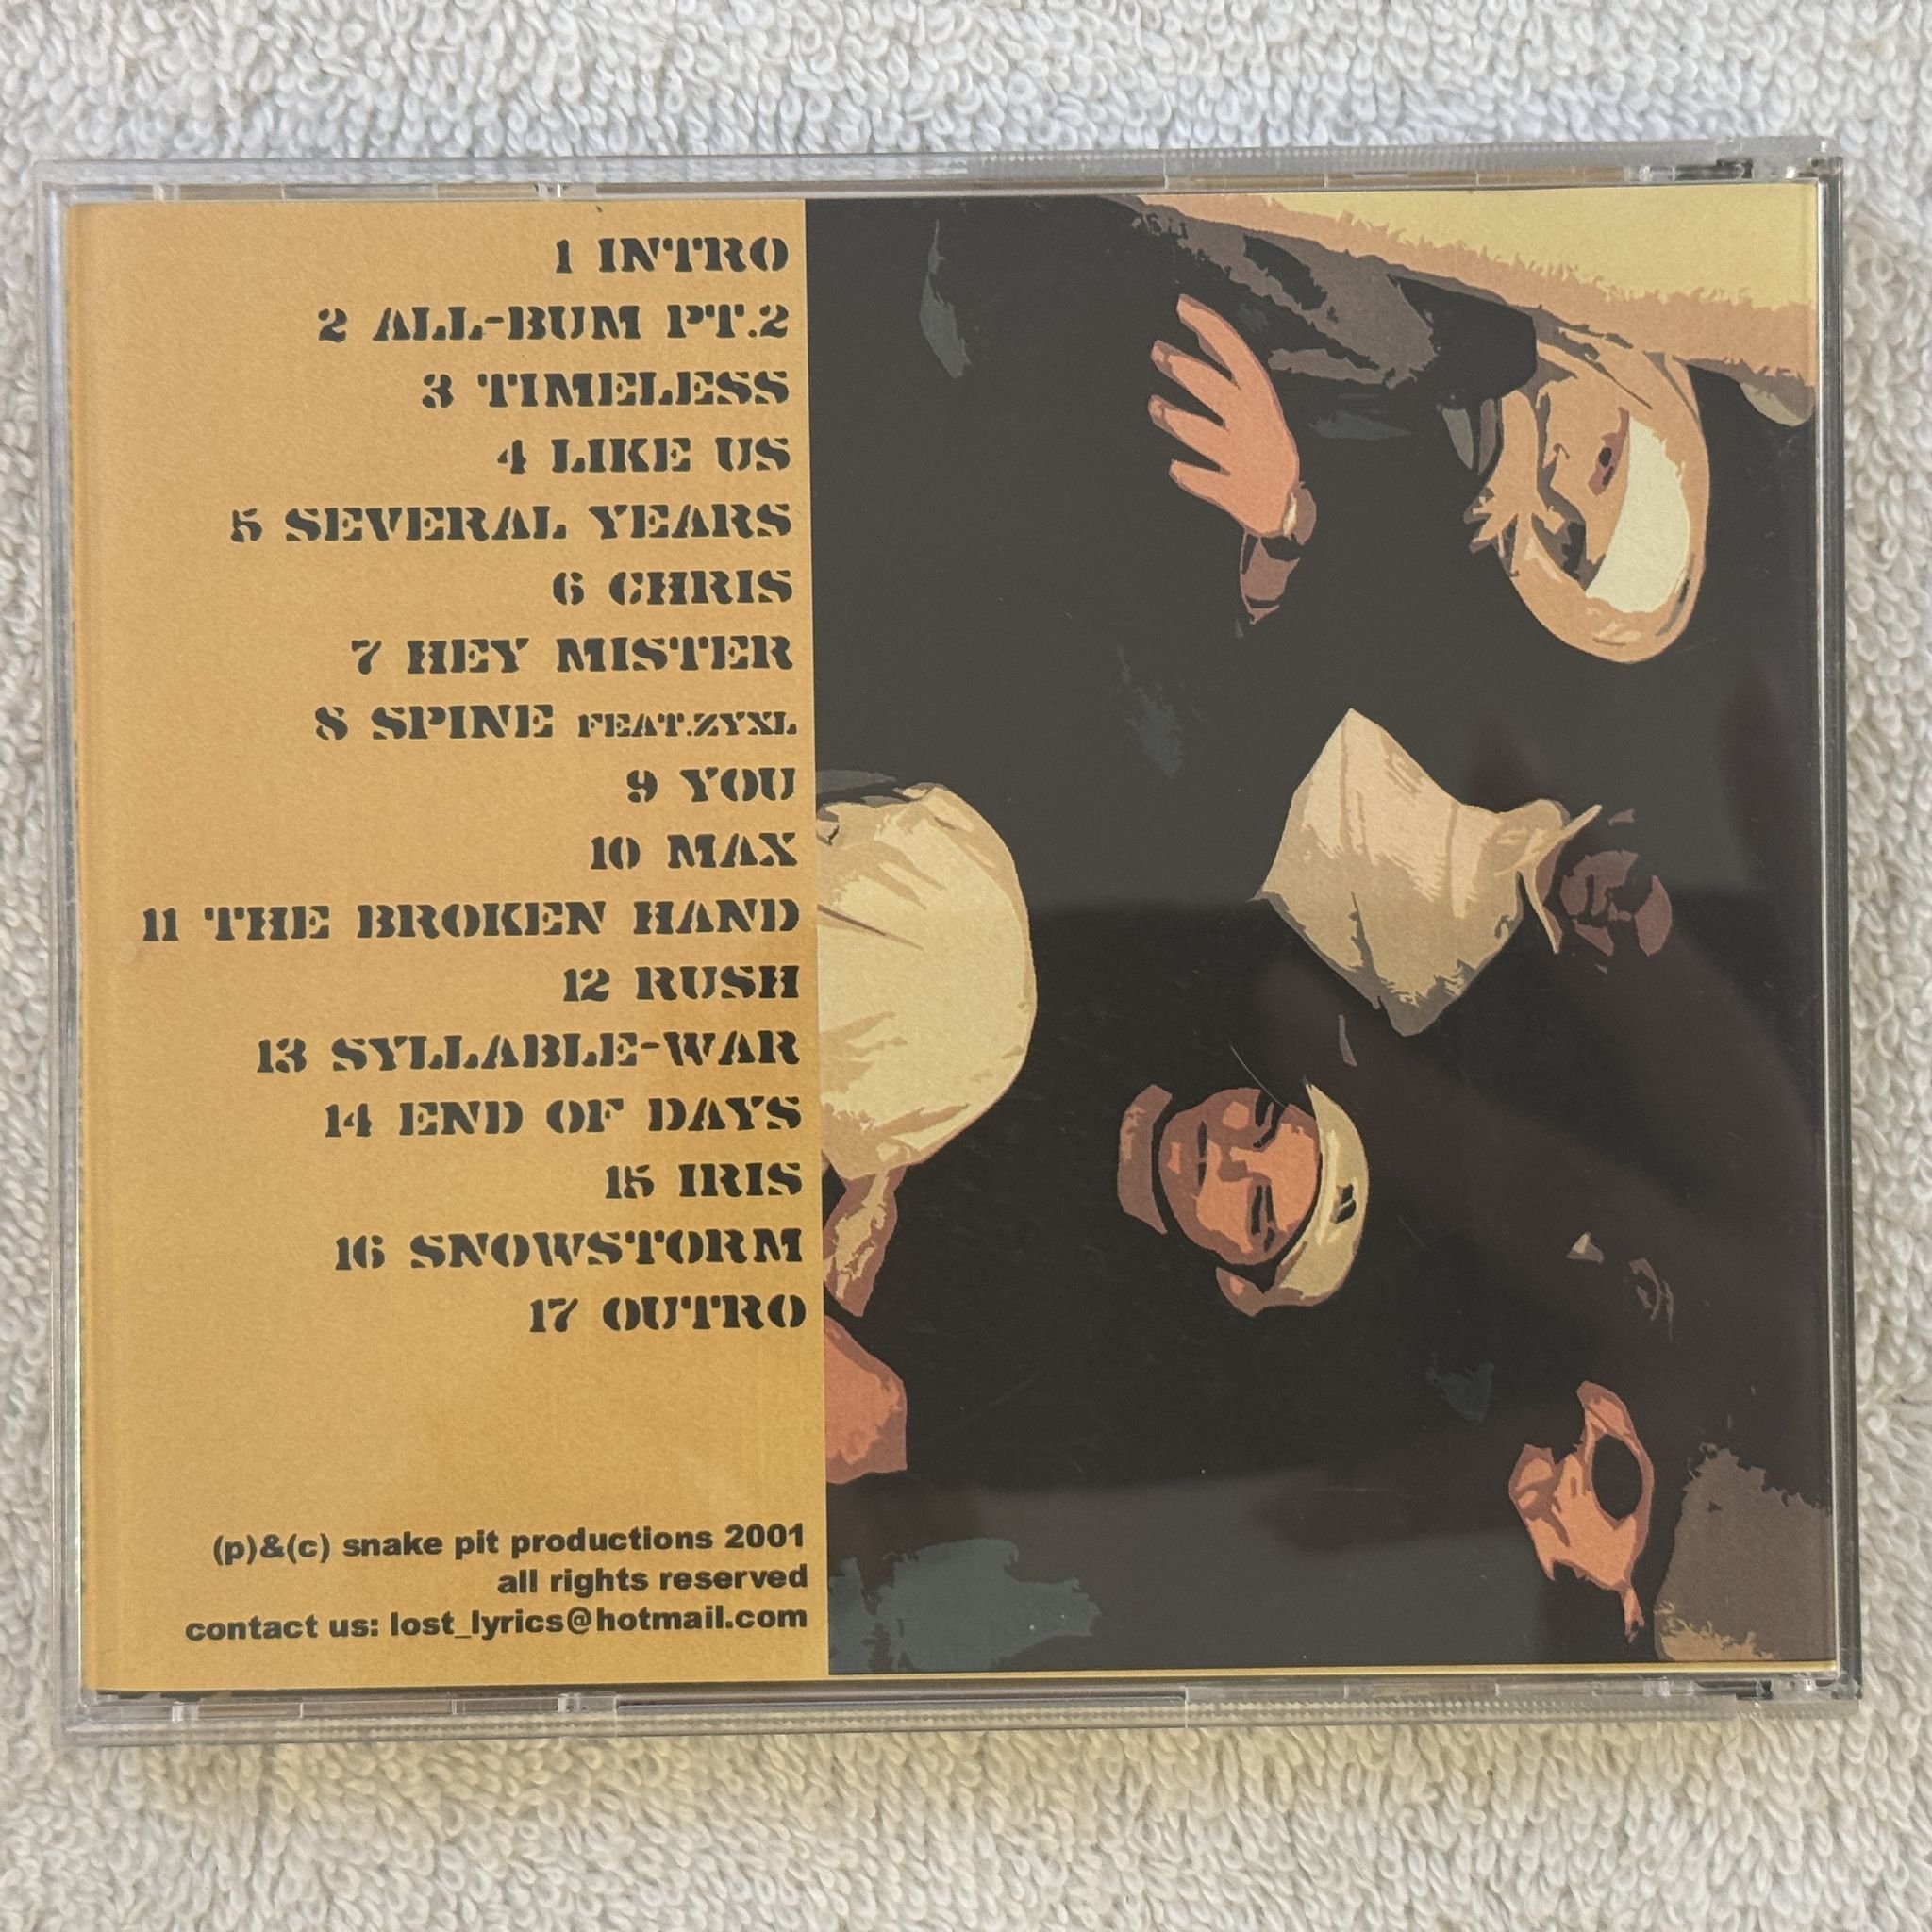 1 INTRO
2 ALL-BUM PT.2
3 TIMELESS
4 LIKE US
5 SEVERAL YEARS
6 CHRIS
7 HEY MISTER
8 SPINE FEAT.ZYXL
9 YOU
10 MAX
11 THE BROKEN HAND
12 RUSH
13 SYLLABLE-WAR
14 END OF DAYS
15 IRIS
16 SNOWSTORM
17 OUTRO
(p)&(c) snake pit productions 2001
all rights reserved
contact us: lost_lyrics@hotmail.com